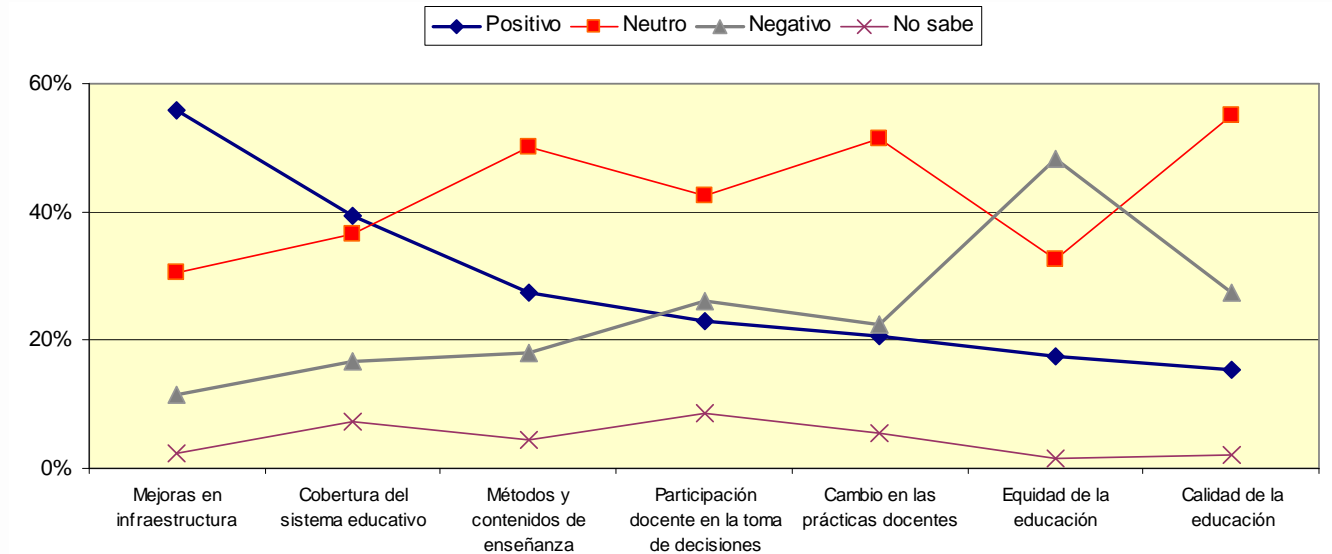 Positivo Neutro Negativo No sabe
60%
40%
20%
0%
Mejoras en
infraestructura
Cobertura del
sistema educativo
Métodos y
contenidos de
enseñanza
Participación
docente en la toma
de decisiones
Cambio en las
prácticas docentes
Equidad de la
educación
Calidad de la
educación